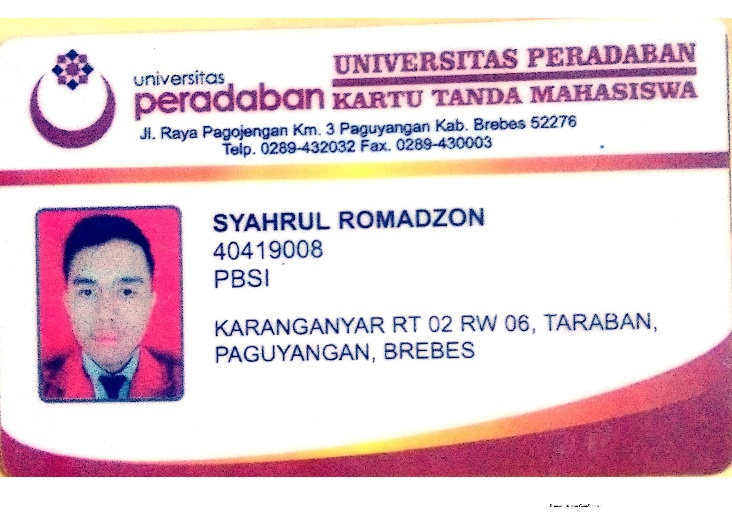 universitas
peradaban
UNIVERSITAS PERADABAN
KARTU TANDA MAHASISWA
Jl. Raya Pagojengan Km. 3 Paguyangan Kab. Brebes 52276
Telp. 0289-432032 Fax. 0289-430003
SYAHRUL ROMADZON
40419008
PBSI
KARANGANYAR RT 02 RW 06, TARABAN,
PAGUYANGAN, BREBES